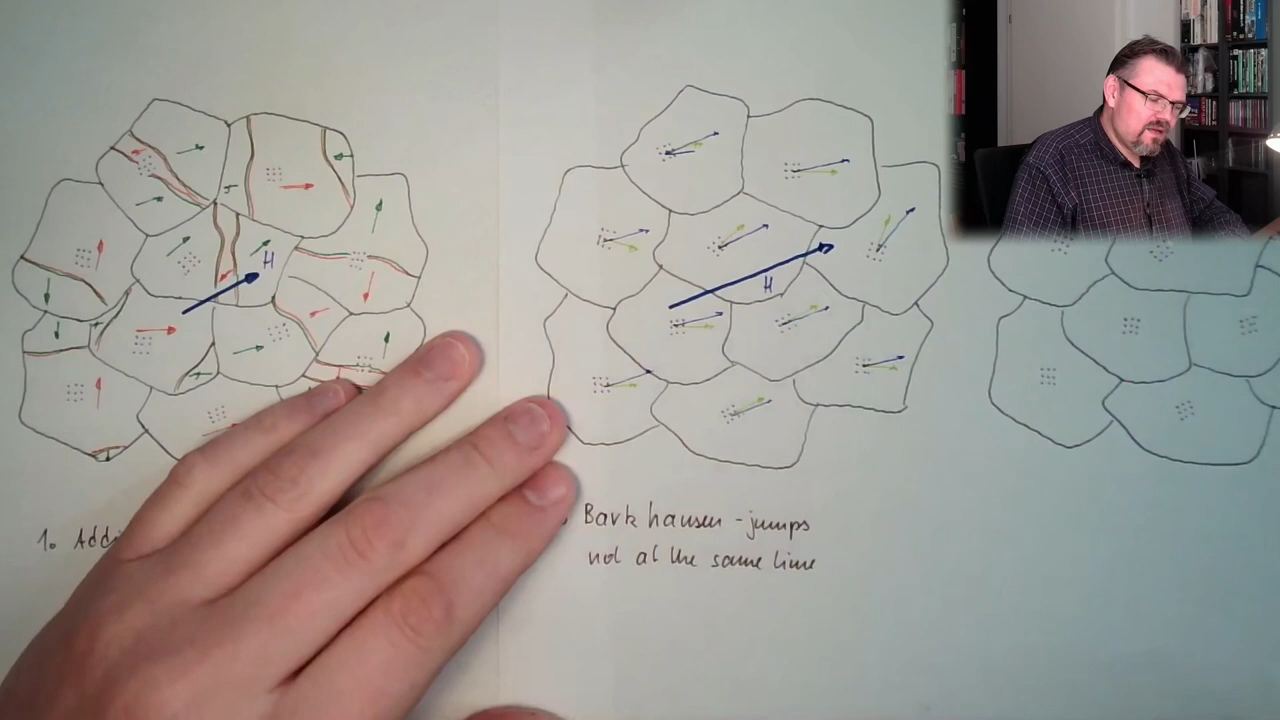 H
H
1. Addi
Barkhausen-jumps
not at the same time